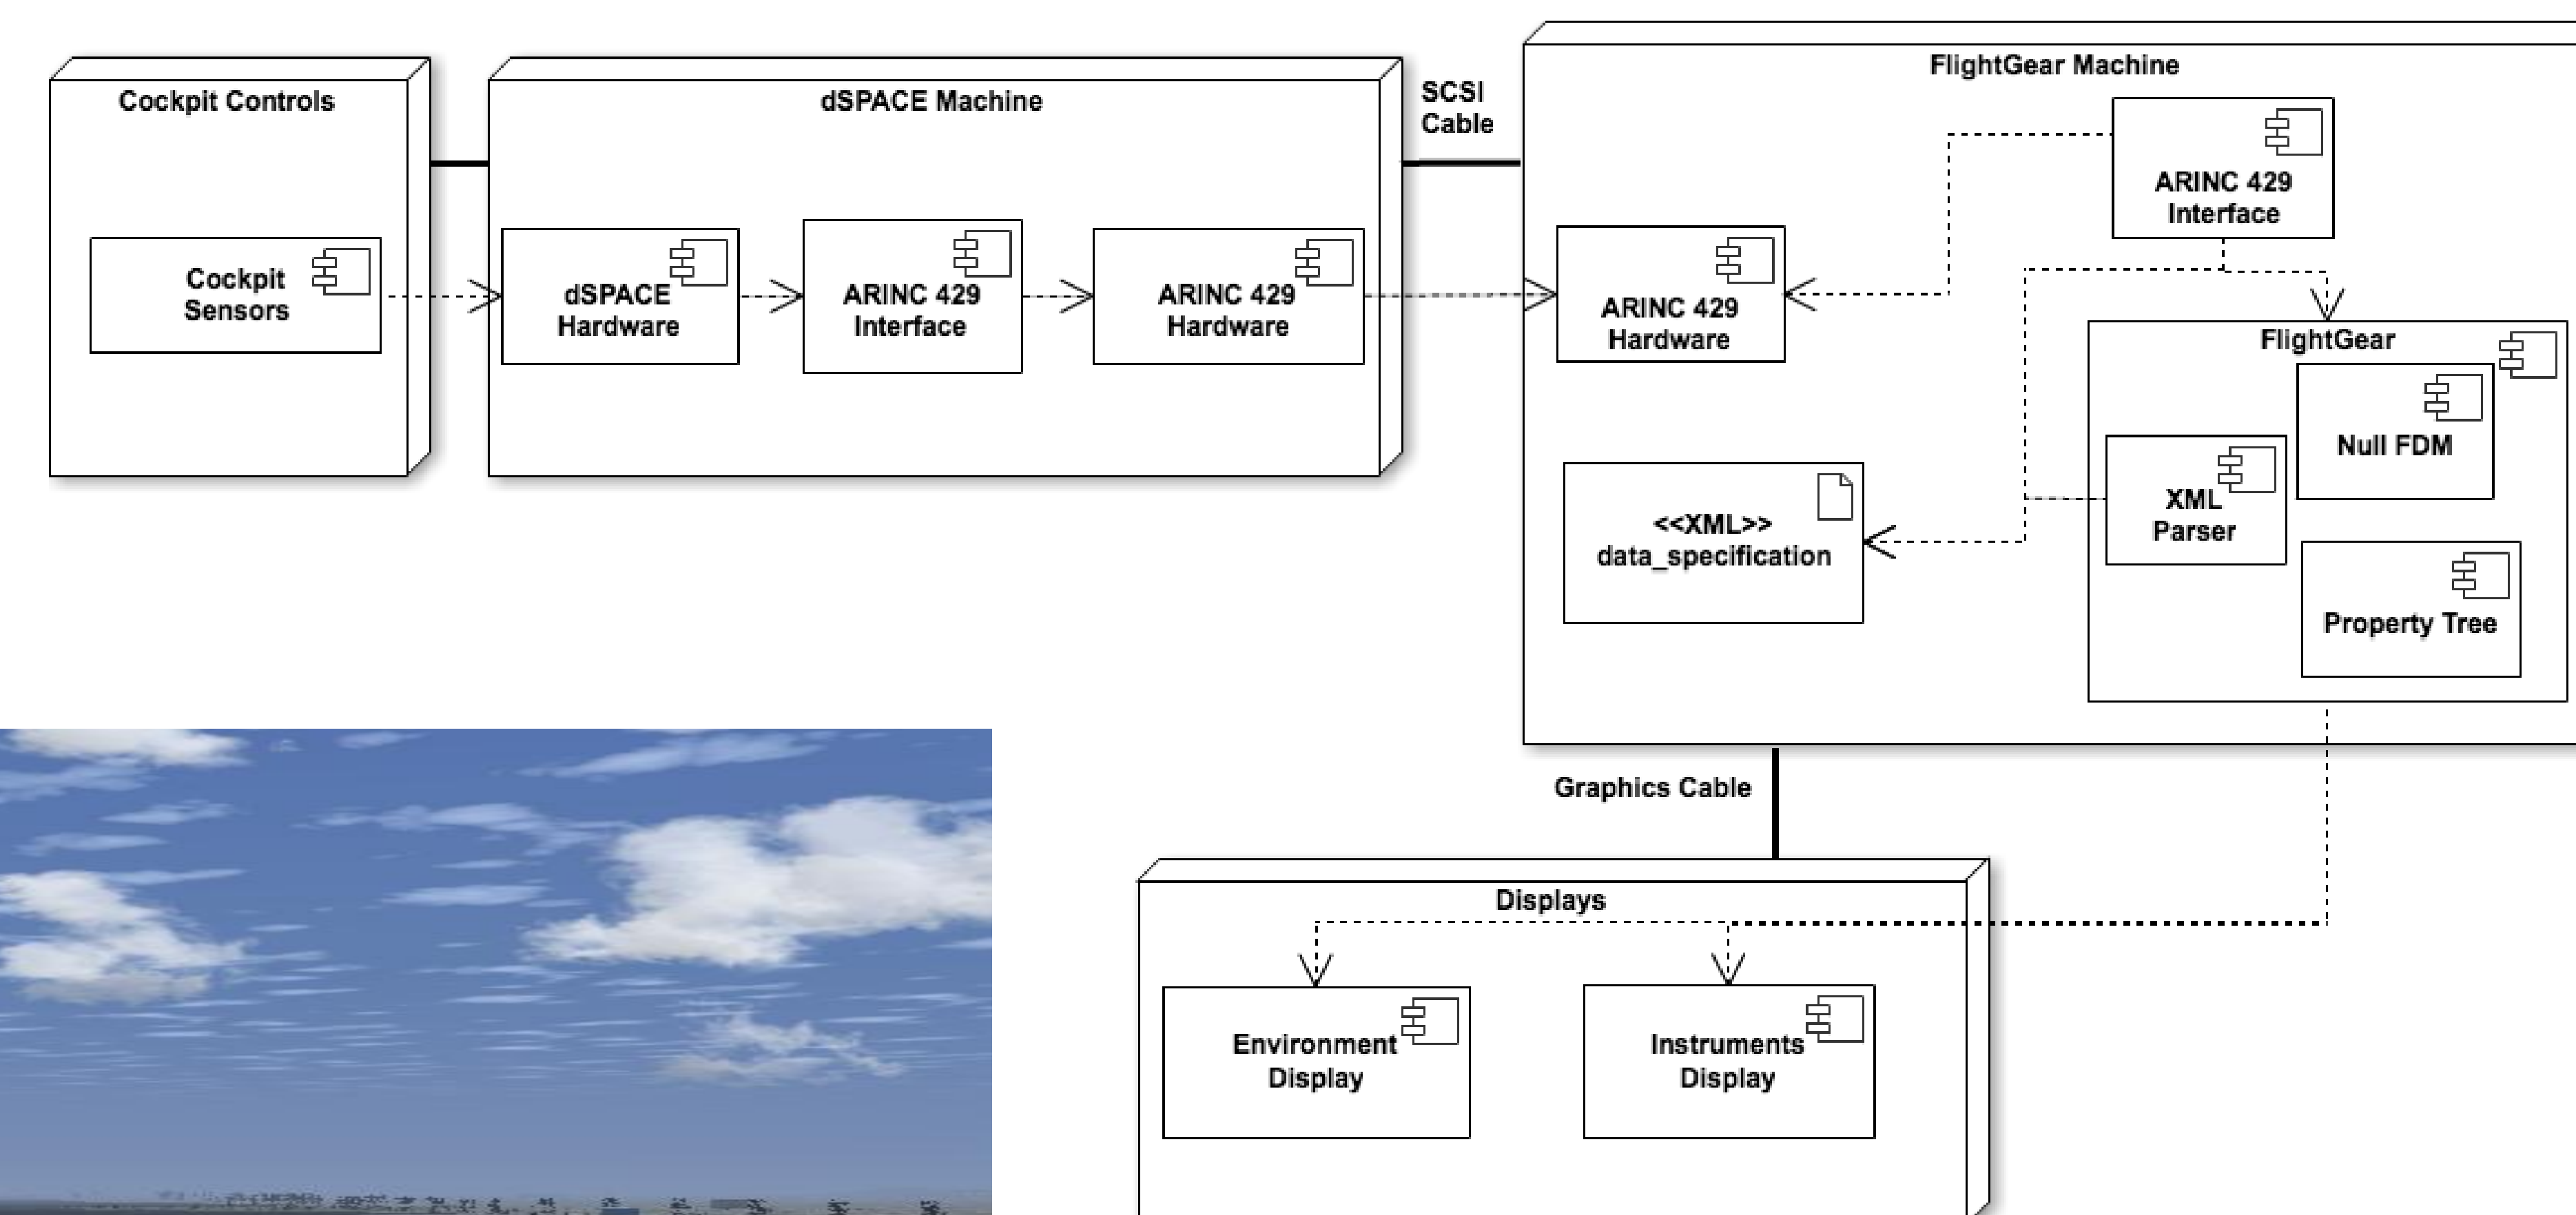 Cockpit Controls
Cockpit
Sensors
dSPACE Machine
dSPACE
Hardware
ARINC 429
Interface
ARINC 429
Hardware
SCSI
Cable
FlightGear Machine
ARINC 429
Interface
ARINC 429
Hardware
<<XML>>
data_specification
FlightGear
Null FDM
XML
Parser
Property Tree
Graphics Cable
Displays
Environment
Display
Instruments
Display